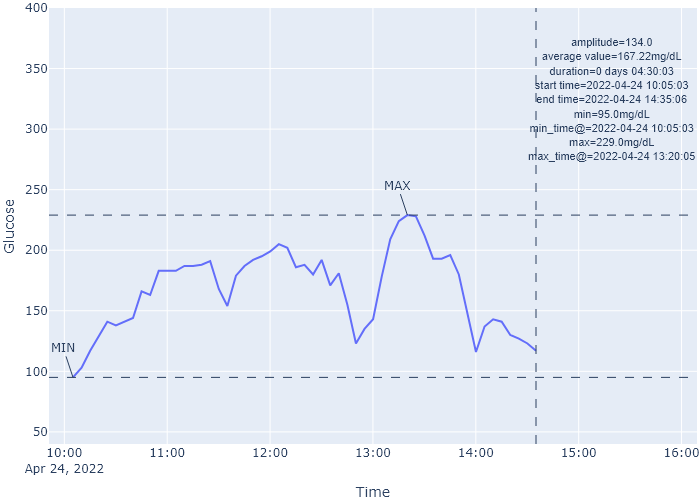 400
350
300
250
200
150
100
50
Glucose
amplitude=134.0
average value=167.22mg/dL
duration=0 days 04:30:03
start time=2022-04-24 10:05:03
end time=2022-04-24 14:35:06
min=95.0mg/dL
min_time@=2022-04-24 10:05:03
max=229.0mg/dL
max_time@=2022-04-24 13:20:05
MAX
MIN
10:00 11:00 12:00 13:00 14:00 15:00 16:00
Apr 24, 2022
Time